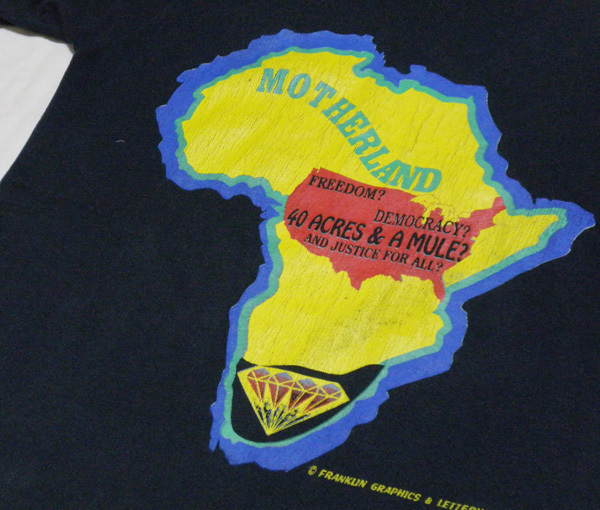 MOTHERLAND
FREEDOM?
DEMOCRACY?
40 ACRES & A MULE?
AND JUSTICE FOR ALL?
© FRANKLIN GRAPHICS &